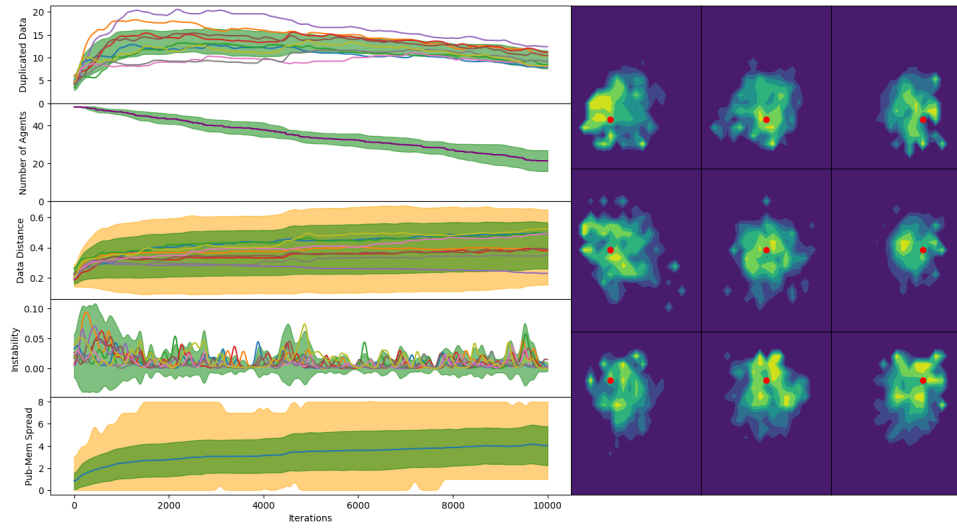 20
15
10
5
0
Duplicated Data
40
20
Number of Agents
0.6
0.4
0.2
Data Distance
0.10
0.05
0.00
Instability
8
6
4
2
0
Pub-Mem Spread
0 2000 4000 6000 8000 10000
Iterations